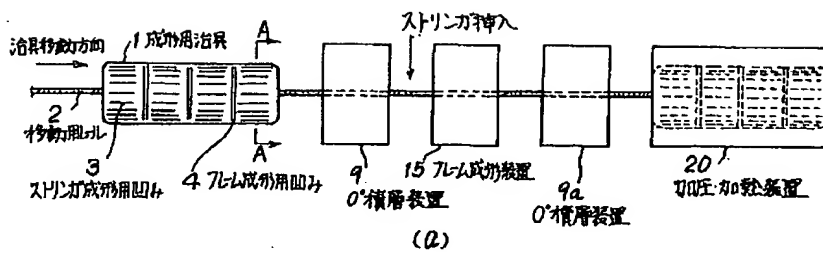 治具移動方向
1 成形用治具
A
ストリンガ挿入
2
移動用レール
3
ストリンガ成形用凹み
4 フレーム成形用凹み
A
9
0°積層装置
15 フレーム成形装置
9a
0°積層装置
20
加圧・加熱装置
(a)